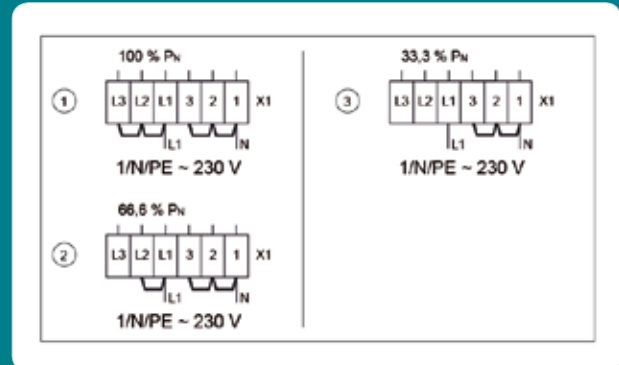 100 % PN
1 L3 L2 L1 3 2 1 X1
L1 N
1/N/PE ~ 230 V
66,6 % PN
2 L3 L2 L1 3 2 1 X1
L1 N
1/N/PE ~ 230 V
33,3 % PN
3 L3 L2 L1 3 2 1 X1
L1 N
1/N/PE ~ 230 V